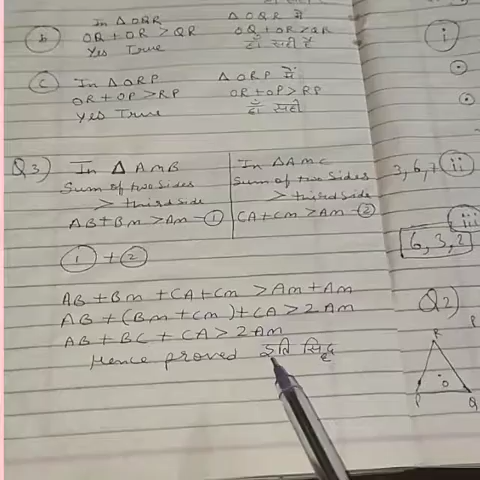 b In Δ OQR Δ OQR में
OQ + OR > QR OQ + OR > QR
Yes True हाँ सही है
c In Δ ORP Δ ORP में
OR + OP > RP OR + OP > RP
Yes True हाँ सही
Q3) In Δ AMB In Δ AMC
Sum of two sides Sum of two sides
> third side > third side
AB + BM > AM - ① CA + CM > AM - ②
① + ②
AB + BM + CA + CM > AM + AM
AB + (BM + CM) + CA > 2 AM
AB + BC + CA > 2 AM
Hence proved इति सिद्ध
i
3, 6, 7 ii
iii
6, 3, 2
Q2)
R
O
P Q